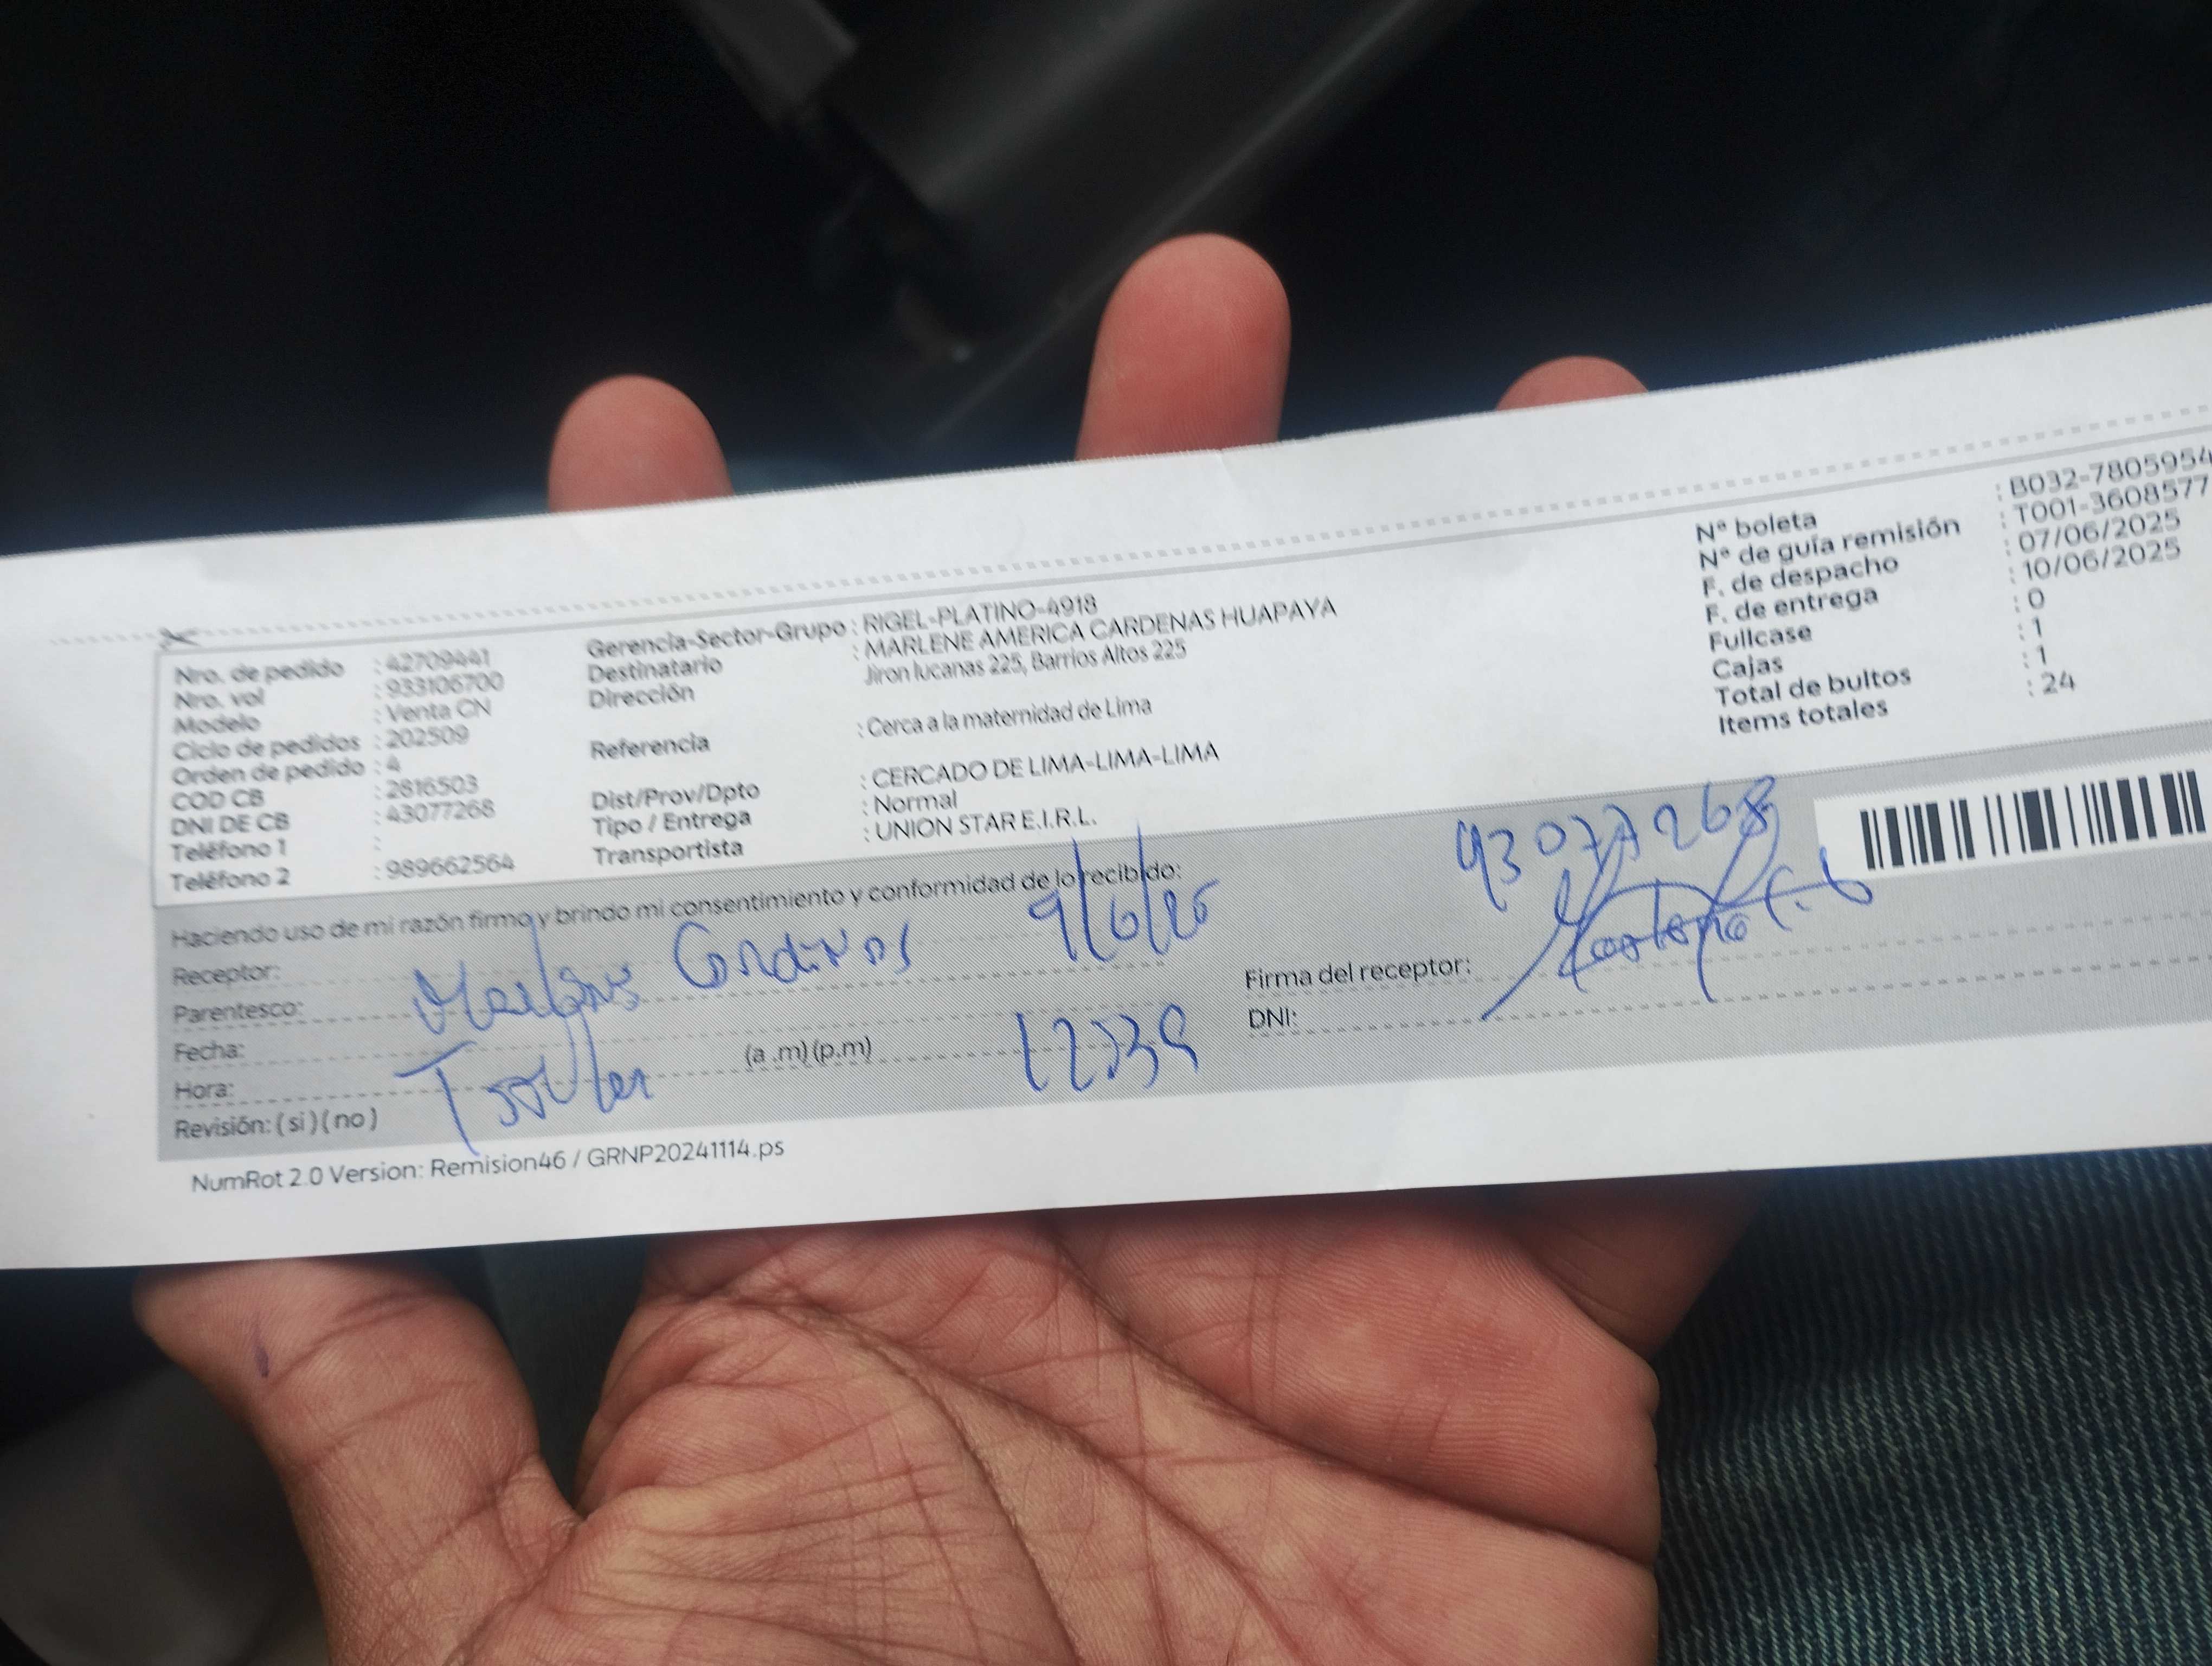 Nro. de pedido : 42709441
Nro. vol : 933106700
Modelo : Venta CN
Ciclo de pedidos : 202509
Orden de pedido : 4
COD CB : 2816503
DNI DE CB : 43077268
Teléfono 1 :
Teléfono 2 : 989662564
Gerencia-Sector-Grupo : RIGEL-PLATINO-4918
Destinatario : MARLENE AMERICA CARDENAS HUAPAYA
Dirección Jiron lucanas 225, Barrios Altos 225
Referencia : Cerca a la maternidad de Lima
Dist/Prov/Dpto : CERCADO DE LIMA-LIMA-LIMA
Tipo / Entrega : Normal
Transportista : UNION STAR E.I.R.L.
Nº boleta : B032-7805954
Nº de guía remisión : T001-3608577
F. de despacho : 07/06/2025
F. de entrega : 10/06/2025
Fullcase : 0
Cajas : 1
Total de bultos : 1
Items totales : 24
Haciendo uso de mi razón firmo y brindo mi consentimiento y conformidad de lo recibido:
Receptor:
Parentesco:
Fecha:
Hora: (a .m) (p.m)
Revisión: ( si ) ( no )
Firma del receptor:
DNI:
NumRot 2.0 Version: Remision46 / GRNP20241114.ps